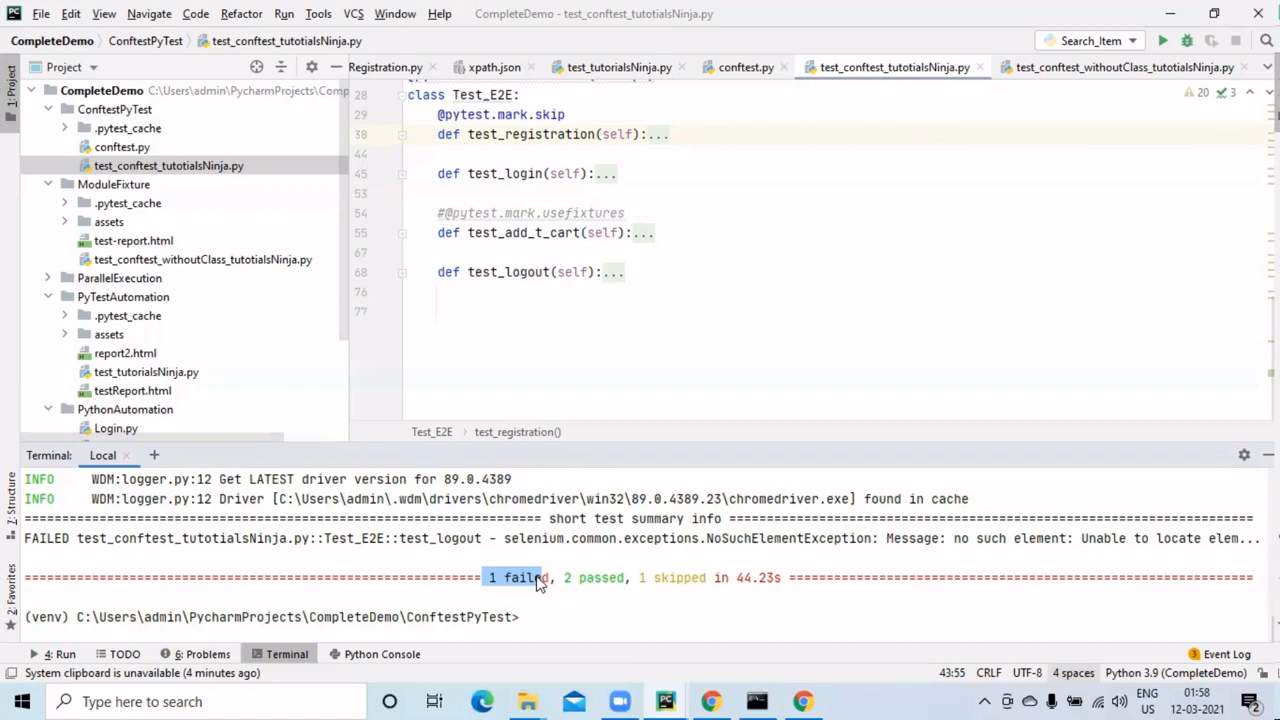 File Edit View Navigate Code Refactor Run Tools VCS Window Help CompleteDemo - test_conftest_tutotialsNinja.py
CompleteDemo ConftestPyTest test_conftest_tutotialsNinja.py Search_Item
1: Project
Project
Registration.py xpath.json test_tutorialsNinja.py conftest.py test_conftest_tutotialsNinja.py test_conftest_withoutClass_tutotialsNinja.py
CompleteDemo C:\Users\admin\PycharmProjects\Comp
ConftestPyTest
.pytest_cache
conftest.py
test_conftest_tutotialsNinja.py
ModuleFixture
.pytest_cache
assets
test-report.html
test_conftest_withoutClass_tutotialsNinja.py
ParallelExecution
PyTestAutomation
.pytest_cache
assets
report2.html
test_tutorialsNinja.py
testReport.html
PythonAutomation
Login.py
20 3
28 class Test_E2E:
29 @pytest.mark.skip
30 def test_registration(self):...
44
45 def test_login(self):...
53
54 #@pytest.mark.usefixtures
55 def test_add_t_cart(self):...
67
68 def test_logout(self):...
76
77
Test_E2E test_registration()
Terminal: Local
INFO WDM:logger.py:12 Get LATEST driver version for 89.0.4389
INFO WDM:logger.py:12 Driver [C:\Users\admin\.wdm\drivers\chromedriver\win32\89.0.4389.23\chromedriver.exe] found in cache
short test summary info
FAILED test_conftest_tutotialsNinja.py::Test_E2E::test_logout - selenium.common.exceptions.NoSuchElementException: Message: no such element: Unable to locate elem...
1 failed, 2 passed, 1 skipped in 44.23s
(venv) C:\Users\admin\PycharmProjects\CompleteDemo\ConftestPyTest>
Z: Structure
2: Favorites
4: Run TODO 6: Problems Terminal Python Console 3 Event Log
System clipboard is unavailable (4 minutes ago) 43:55 CRLF UTF-8 4 spaces Python 3.9 (CompleteDemo)
Type here to search
ENG US
01:58
12-03-2021
2